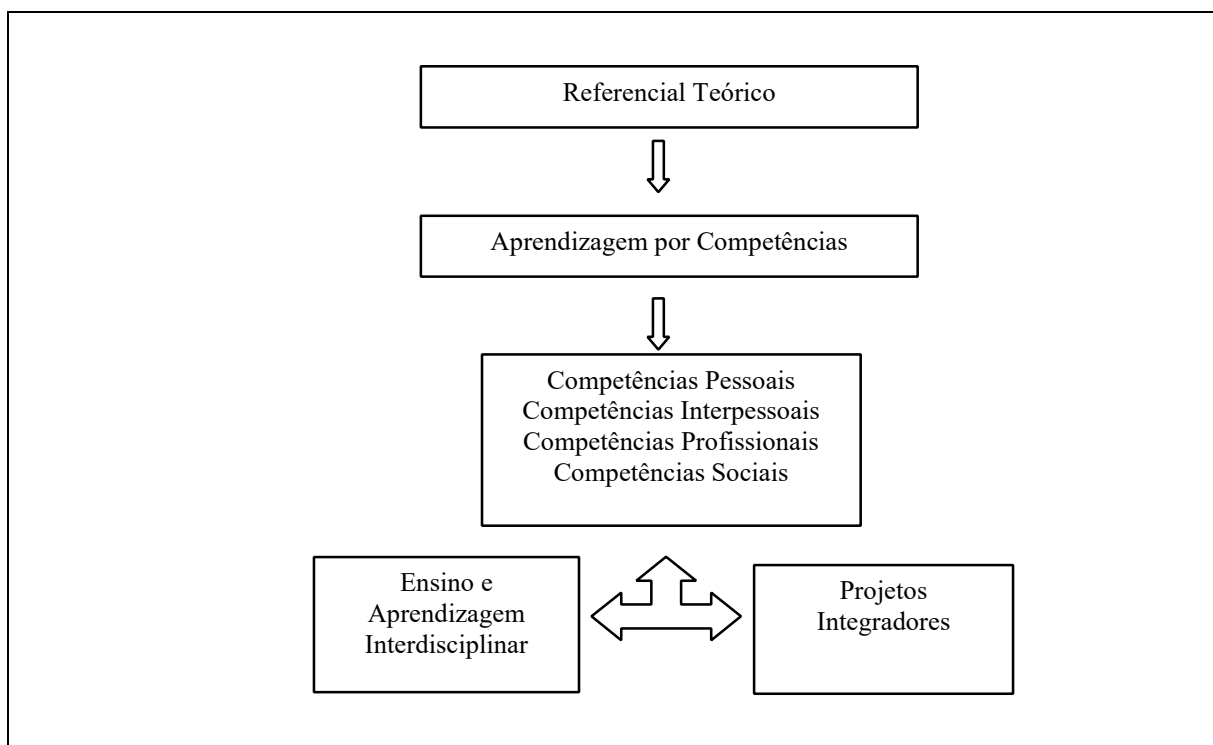 Referencial Teórico
Aprendizagem por Competências
Competências Pessoais
Competências Interpessoais
Competências Profissionais
Competências Sociais
Ensino e
Aprendizagem
Interdisciplinar
Projetos
Integradores